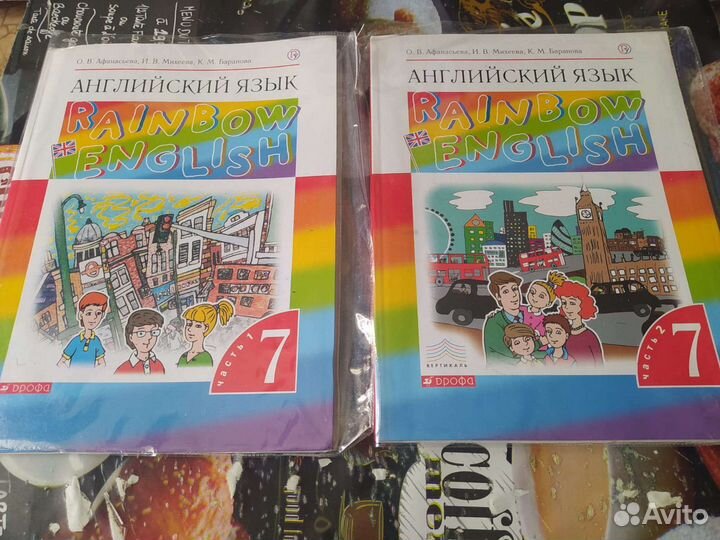 О. В. Афанасьева, И. В. Михеева, К. М. Баранова
АНГЛИЙСКИЙ ЯЗЫК
RAINBOW
ENGLISH
часть 1
7
ДРОФА
О. В. Афанасьева, И. В. Михеева, К. М. Баранова
АНГЛИЙСКИЙ ЯЗЫК
RAINBOW
ENGLISH
ВЕРТИКАЛЬ
часть 2
7
ДРОФА
Avito